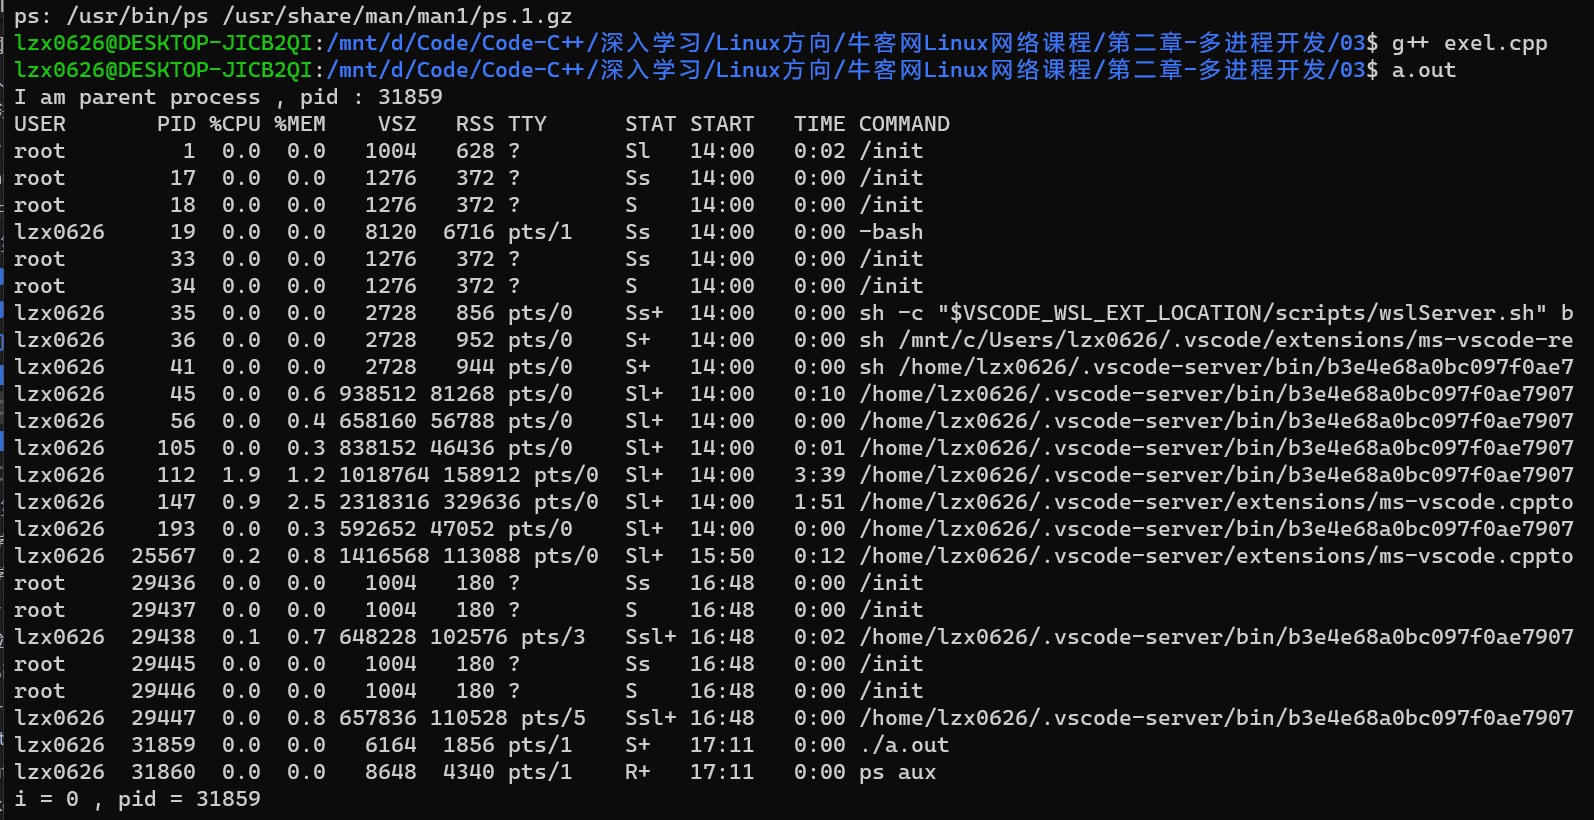 ps: /usr/bin/ps /usr/share/man/man1/ps.1.gz
lzx0626@DESKTOP-JICB2QI:/mnt/d/Code/Code-C++/深入学习/Linux方向/牛客网Linux网络课程/第二章-多进程开发/03$ g++ exel.cpp
lzx0626@DESKTOP-JICB2QI:/mnt/d/Code/Code-C++/深入学习/Linux方向/牛客网Linux网络课程/第二章-多进程开发/03$ a.out
I am parent process , pid : 31859
USER       PID %CPU %MEM    VSZ   RSS TTY      STAT START   TIME COMMAND
root         1  0.0  0.0   1004   628 ?        Sl   14:00   0:02 /init
root        17  0.0  0.0   1276   372 ?        Ss   14:00   0:00 /init
root        18  0.0  0.0   1276   372 ?        S    14:00   0:00 /init
lzx0626     19  0.0  0.0   8120  6716 pts/1    Ss   14:00   0:00 -bash
root        33  0.0  0.0   1276   372 ?        Ss   14:00   0:00 /init
root        34  0.0  0.0   1276   372 ?        S    14:00   0:00 /init
lzx0626     35  0.0  0.0   2728   856 pts/0    Ss+  14:00   0:00 sh -c "$VSCODE_WSL_EXT_LOCATION/scripts/wslServer.sh" b
lzx0626     36  0.0  0.0   2728   952 pts/0    S+   14:00   0:00 sh /mnt/c/Users/lzx0626/.vscode/extensions/ms-vscode-re
lzx0626     41  0.0  0.0   2728   944 pts/0    S+   14:00   0:00 sh /home/lzx0626/.vscode-server/bin/b3e4e68a0bc097f0ae7
lzx0626     45  0.0  0.6 938512 81268 pts/0    Sl+  14:00   0:10 /home/lzx0626/.vscode-server/bin/b3e4e68a0bc097f0ae7907
lzx0626     56  0.0  0.4 658160 56788 pts/0    Sl+  14:00   0:00 /home/lzx0626/.vscode-server/bin/b3e4e68a0bc097f0ae7907
lzx0626    105  0.0  0.3 838152 46436 pts/0    Sl+  14:00   0:01 /home/lzx0626/.vscode-server/bin/b3e4e68a0bc097f0ae7907
lzx0626    112  1.9  1.2 1018764 158912 pts/0  Sl+  14:00   3:39 /home/lzx0626/.vscode-server/bin/b3e4e68a0bc097f0ae7907
lzx0626    147  0.9  2.5 2318316 329636 pts/0  Sl+  14:00   1:51 /home/lzx0626/.vscode-server/extensions/ms-vscode.cppto
lzx0626    193  0.0  0.3 592652 47052 pts/0    Sl+  14:00   0:00 /home/lzx0626/.vscode-server/bin/b3e4e68a0bc097f0ae7907
lzx0626  25567  0.2  0.8 1416568 113088 pts/0  Sl+  15:50   0:12 /home/lzx0626/.vscode-server/extensions/ms-vscode.cppto
root     29436  0.0  0.0   1004   180 ?        Ss   16:48   0:00 /init
root     29437  0.0  0.0   1004   180 ?        S    16:48   0:00 /init
lzx0626  29438  0.1  0.7 648228 102576 pts/3   Ssl+ 16:48   0:02 /home/lzx0626/.vscode-server/bin/b3e4e68a0bc097f0ae7907
root     29445  0.0  0.0   1004   180 ?        Ss   16:48   0:00 /init
root     29446  0.0  0.0   1004   180 ?        S    16:48   0:00 /init
lzx0626  29447  0.0  0.8 657836 110528 pts/5   Ssl+ 16:48   0:00 /home/lzx0626/.vscode-server/bin/b3e4e68a0bc097f0ae7907
lzx0626  31859  0.0  0.0   6164  1856 pts/1    S+   17:11   0:00 ./a.out
lzx0626  31860  0.0  0.0   8648  4340 pts/1    R+   17:11   0:00 ps aux
i = 0 , pid = 31859